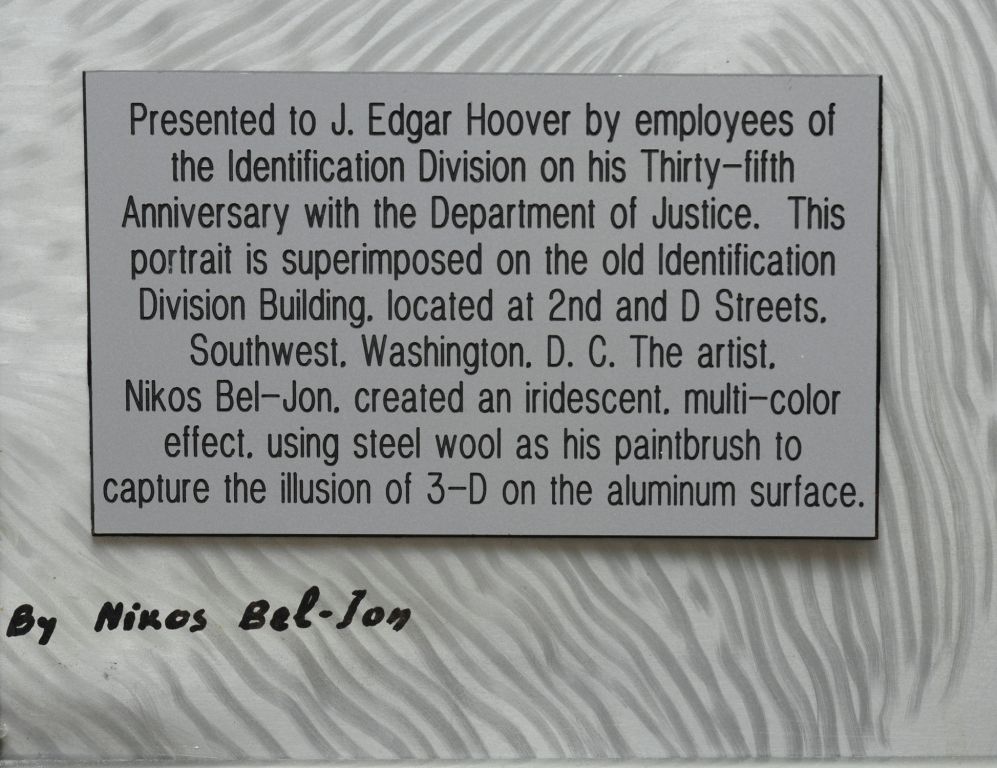 Presented to J. Edgar Hoover by employees of
the Identification Division on his Thirty-fifth
Anniversary with the Department of Justice. This
portrait is superimposed on the old Identification
Division Building, located at 2nd and D Streets,
Southwest, Washington, D. C. The artist,
Nikos Bel-Jon, created an iridescent, multi-color
effect, using steel wool as his paintbrush to
capture the illusion of 3-D on the aluminum surface.
By Nikos Bel-Jon